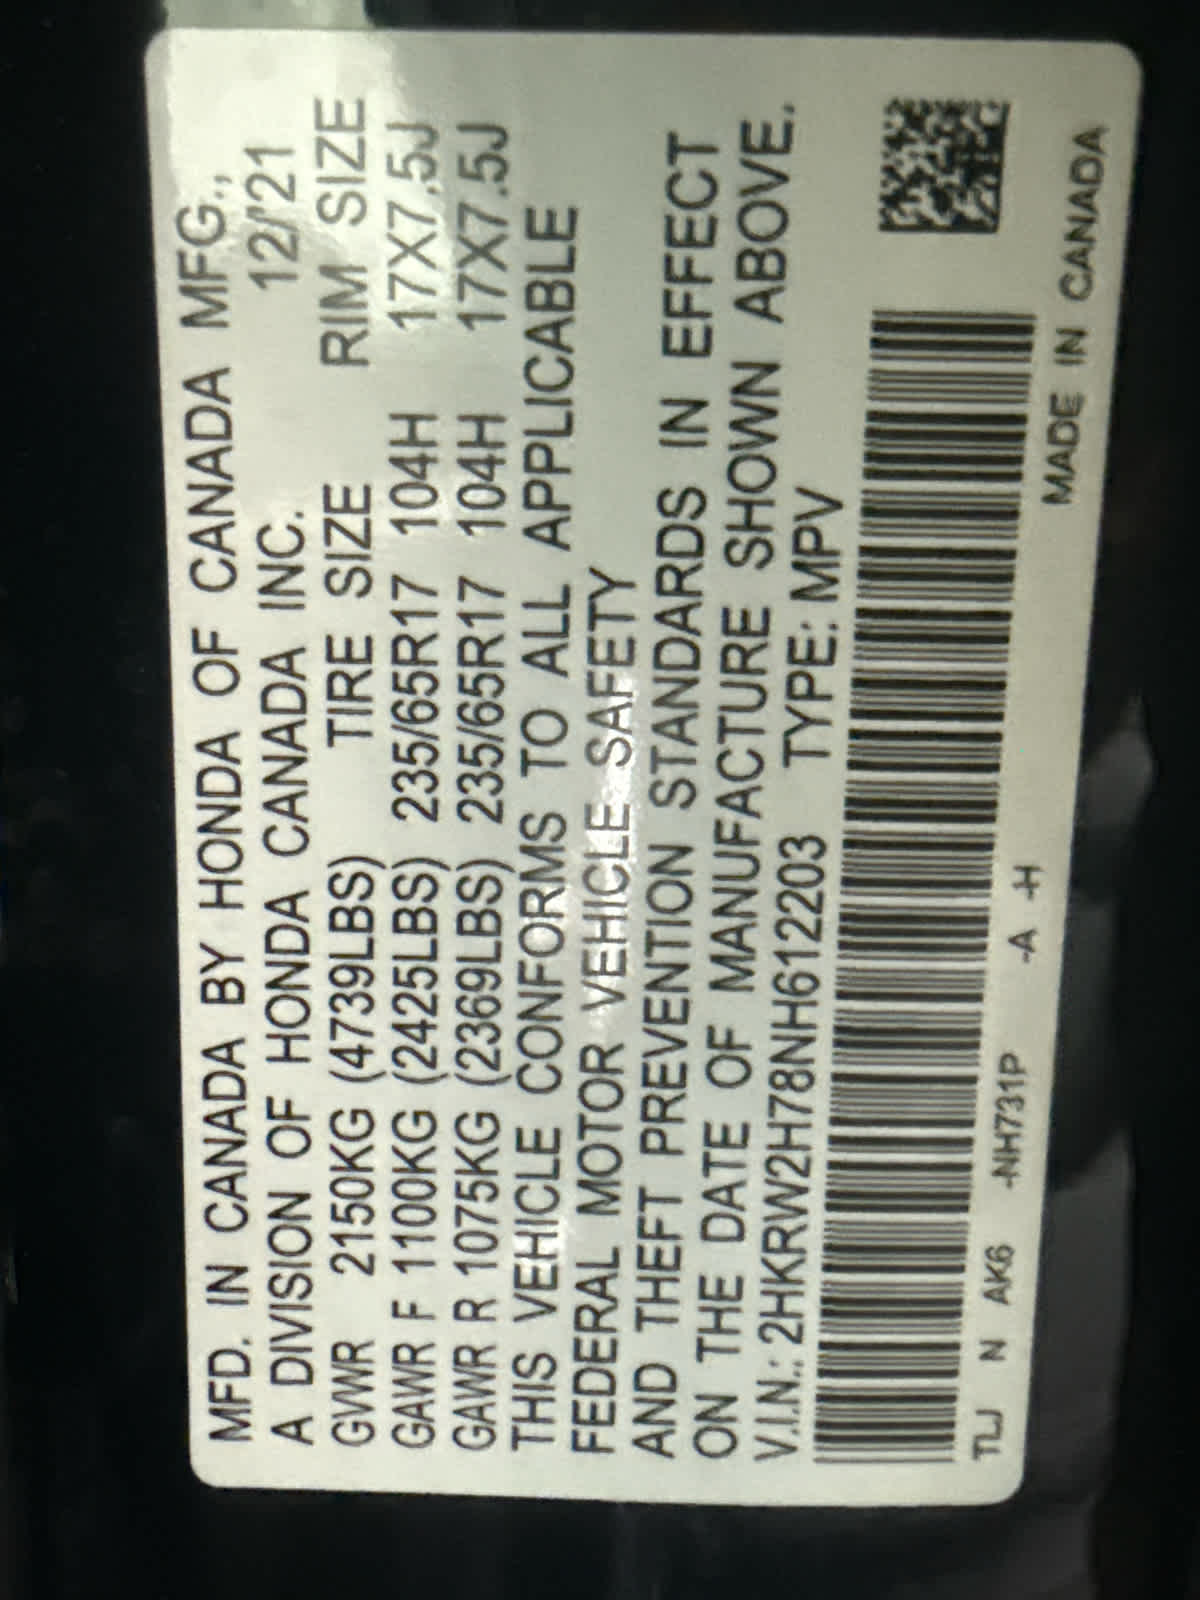 MFD. IN CANADA BY HONDA OF CANADA MFG.,
A DIVISION OF HONDA CANADA INC. 12/'21
GVWR 2150KG (4739LBS) TIRE SIZE RIM SIZE
GAWR F 1100KG (2425LBS) 235/65R17 104H 17X7.5J
GAWR R 1075KG (2369LBS) 235/65R17 104H 17X7.5J
THIS VEHICLE CONFORMS TO ALL APPLICABLE
FEDERAL MOTOR VEHICLE SAFETY
AND THEFT PREVENTION STANDARDS IN EFFECT
ON THE DATE OF MANUFACTURE SHOWN ABOVE.
V.I.N.: 2HKRW2H78NH612203 TYPE: MPV
TLJ N AK6 -NH731P -A -H MADE IN CANADA